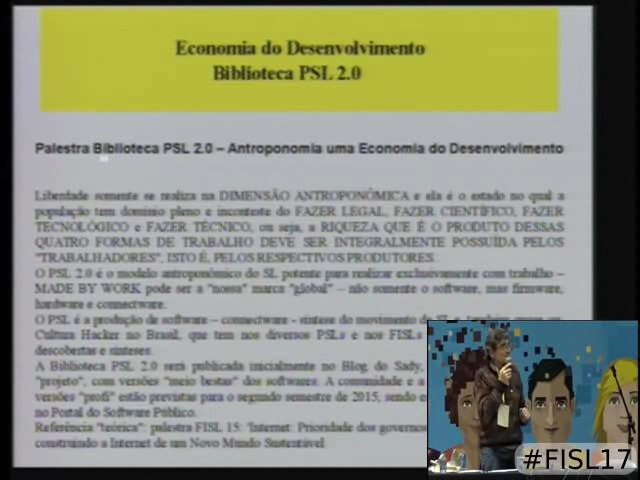 Economia do Desenvolvimento
Biblioteca PSL 2.0
Palestra Biblioteca PSL 2.0 – Antroponomia uma Economia do Desenvolvimento
Liberdade somente se realiza na DIMENSÃO ANTROPONÔMICA e ela é o estado no qual a
população tem domínio pleno e inconteste do FAZER LEGAL, FAZER CIENTÍFICO, FAZER
TECNOLÓGICO e FAZER TÉCNICO, ou seja, a RIQUEZA QUE É O PRODUTO DESSAS
QUATRO FORMAS DE TRABALHO DEVE SER INTEGRALMENTE POSSUÍDA PELOS
"TRABALHADORES", ISTO É, PELOS RESPECTIVOS PRODUTORES.
O PSL 2.0 é o modelo antroponômico do SL potente para realizar exclusivamente com trabalho –
MADE BY WORK pode ser a "nossa" marca "global" – não somente o software, mas firmware,
hardware e connectware.
O PSL é a produção de software – connectware - síntese do movimento do SL e também
Cultura Hacker no Brasil, que tem nos diversos PSLs e nos FISLs
descobertas e sínteses.
A Biblioteca PSL 2.0 será publicada inicialmente no Blog do Sady,
"projeto", com versões "meio bestas" dos softwares. A comunidade e a
versões "profi" estão previstas para o segundo semestre de 2015, sendo
no Portal do Software Público.
Referência "teórica": palestra FISL 15: "Internet: Prioridade dos governos
construindo a Internet de um Novo Mundo Sustentável
#FISL17